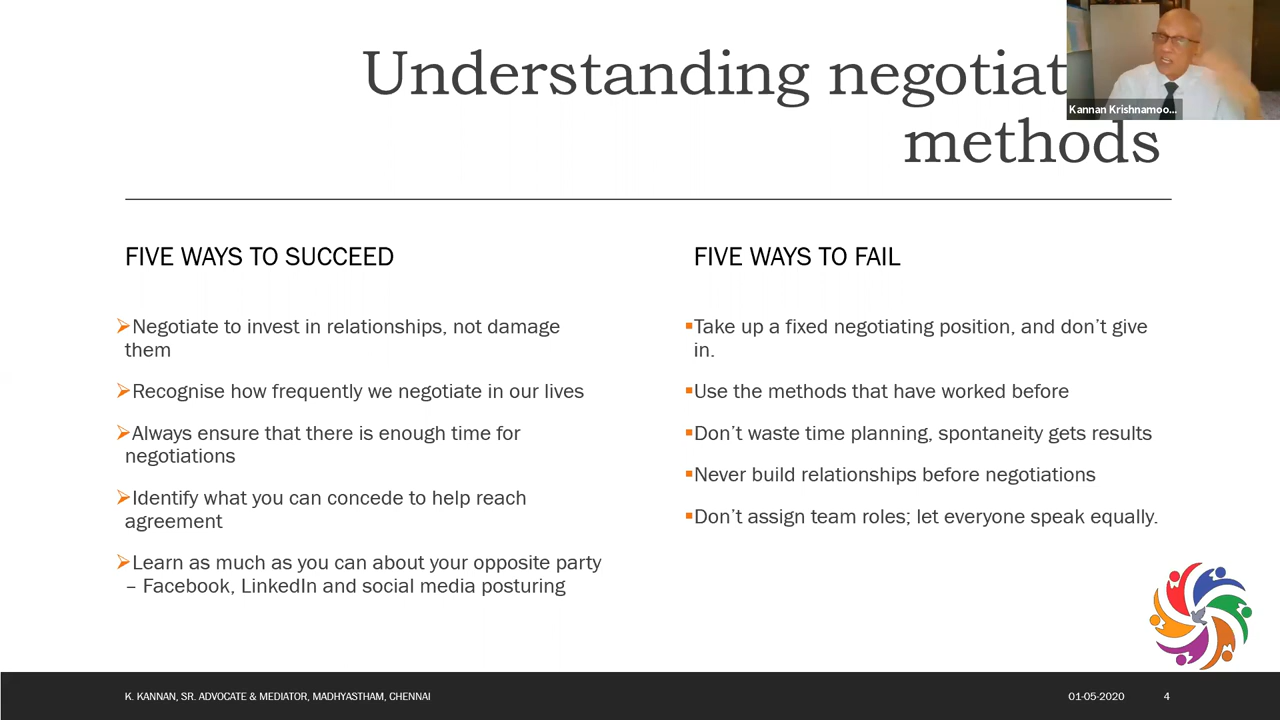 Understanding negotiat
methods
Kannan Krishnamoo...
FIVE WAYS TO SUCCEED
➢Negotiate to invest in relationships, not damage
them
➢Recognise how frequently we negotiate in our lives
➢Always ensure that there is enough time for
negotiations
➢Identify what you can concede to help reach
agreement
➢Learn as much as you can about your opposite party
– Facebook, LinkedIn and social media posturing
FIVE WAYS TO FAIL
▪Take up a fixed negotiating position, and don’t give
in.
▪Use the methods that have worked before
▪Don’t waste time planning, spontaneity gets results
▪Never build relationships before negotiations
▪Don’t assign team roles; let everyone speak equally.
K. KANNAN, SR. ADVOCATE & MEDIATOR, MADHYASTHAM, CHENNAI
01-05-2020
4